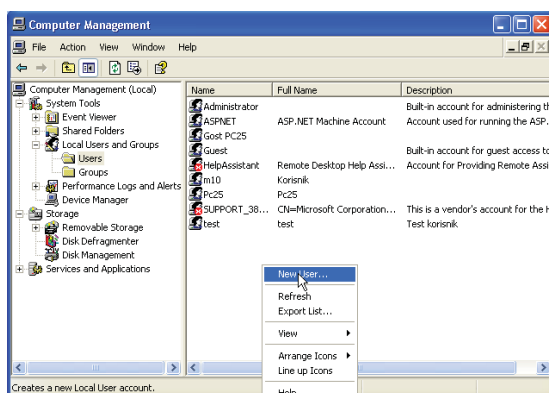 Computer Management
File Action View Window Help
Computer Management (Local)
System Tools
Event Viewer
Shared Folders
Local Users and Groups
Users
Groups
Performance Logs and Alerts
Device Manager
Storage
Removable Storage
Disk Defragmenter
Disk Management
Services and Applications
Name Full Name Description
Administrator Built-in account for administering th
ASPNET ASP.NET Machine Account Account used for running the ASP.
Gost PC25
Guest Built-in account for guest access to
HelpAssistant Remote Desktop Help Assi... Account for Providing Remote Assi
m10 Korisnik
Pc25 Pc25
SUPPORT_38... CN=Microsoft Corporation... This is a vendor's account for the H
test test Test korisnik
New User...
Refresh
Export List...
View
Arrange Icons
Line up Icons
Help
Creates a new Local User account.